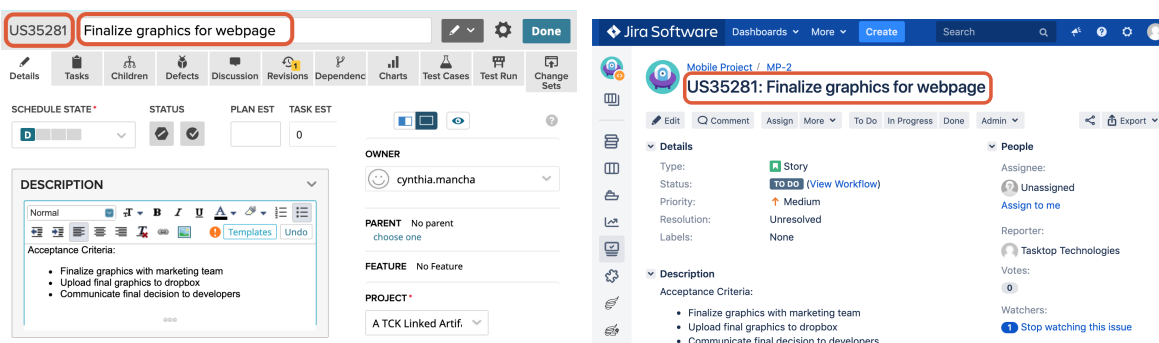 US35281 Finalize graphics for webpage Done
Details Tasks Children Defects Discussion Revisions Dependenc Charts Test Cases Test Run Change Sets
1
SCHEDULE STATE * STATUS PLAN EST TASK EST
D 0
DESCRIPTION
Normal T B I U A
Templates Undo
Acceptance Criteria:
• Finalize graphics with marketing team
• Upload final graphics to dropbox
• Communicate final decision to developers
OWNER
cynthia.mancha
PARENT No parent
choose one
FEATURE No Feature
PROJECT *
A TCK Linked Artif
Jira Software Dashboards More Create Search
Mobile Project / MP-2
US35281: Finalize graphics for webpage
Edit Comment Assign More To Do In Progress Done Admin Export
Details
Type: Story
Status: TO DO (View Workflow)
Priority: Medium
Resolution: Unresolved
Labels: None
Description
Acceptance Criteria:
• Finalize graphics with marketing team
• Upload final graphics to dropbox
• Communicate final decision to developers
People
Assignee:
Unassigned
Assign to me
Reporter:
Tasktop Technologies
Votes:
0
Watchers:
1 Stop watching this issue